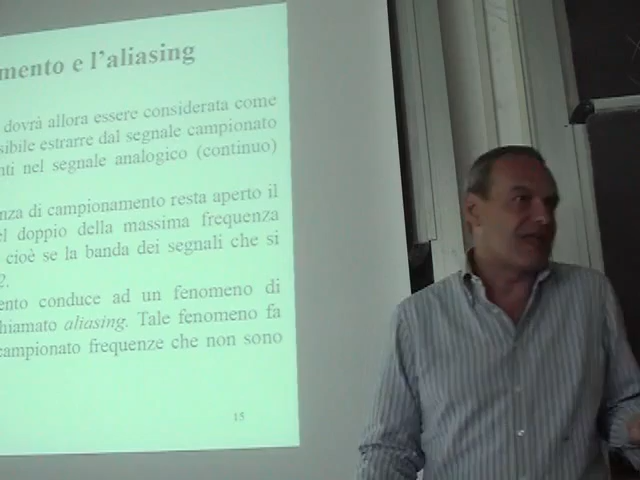 mento e l'aliasing
dovrà allora essere considerata come
sibile estrarre dal segnale campionato
nti nel segnale analogico (continuo)
nza di campionamento resta aperto il
el doppio della massima frequenza
cioè se la banda dei segnali che si
2.
ento conduce ad un fenomeno di
hiamato aliasing. Tale fenomeno fa
campionato frequenze che non sono
15